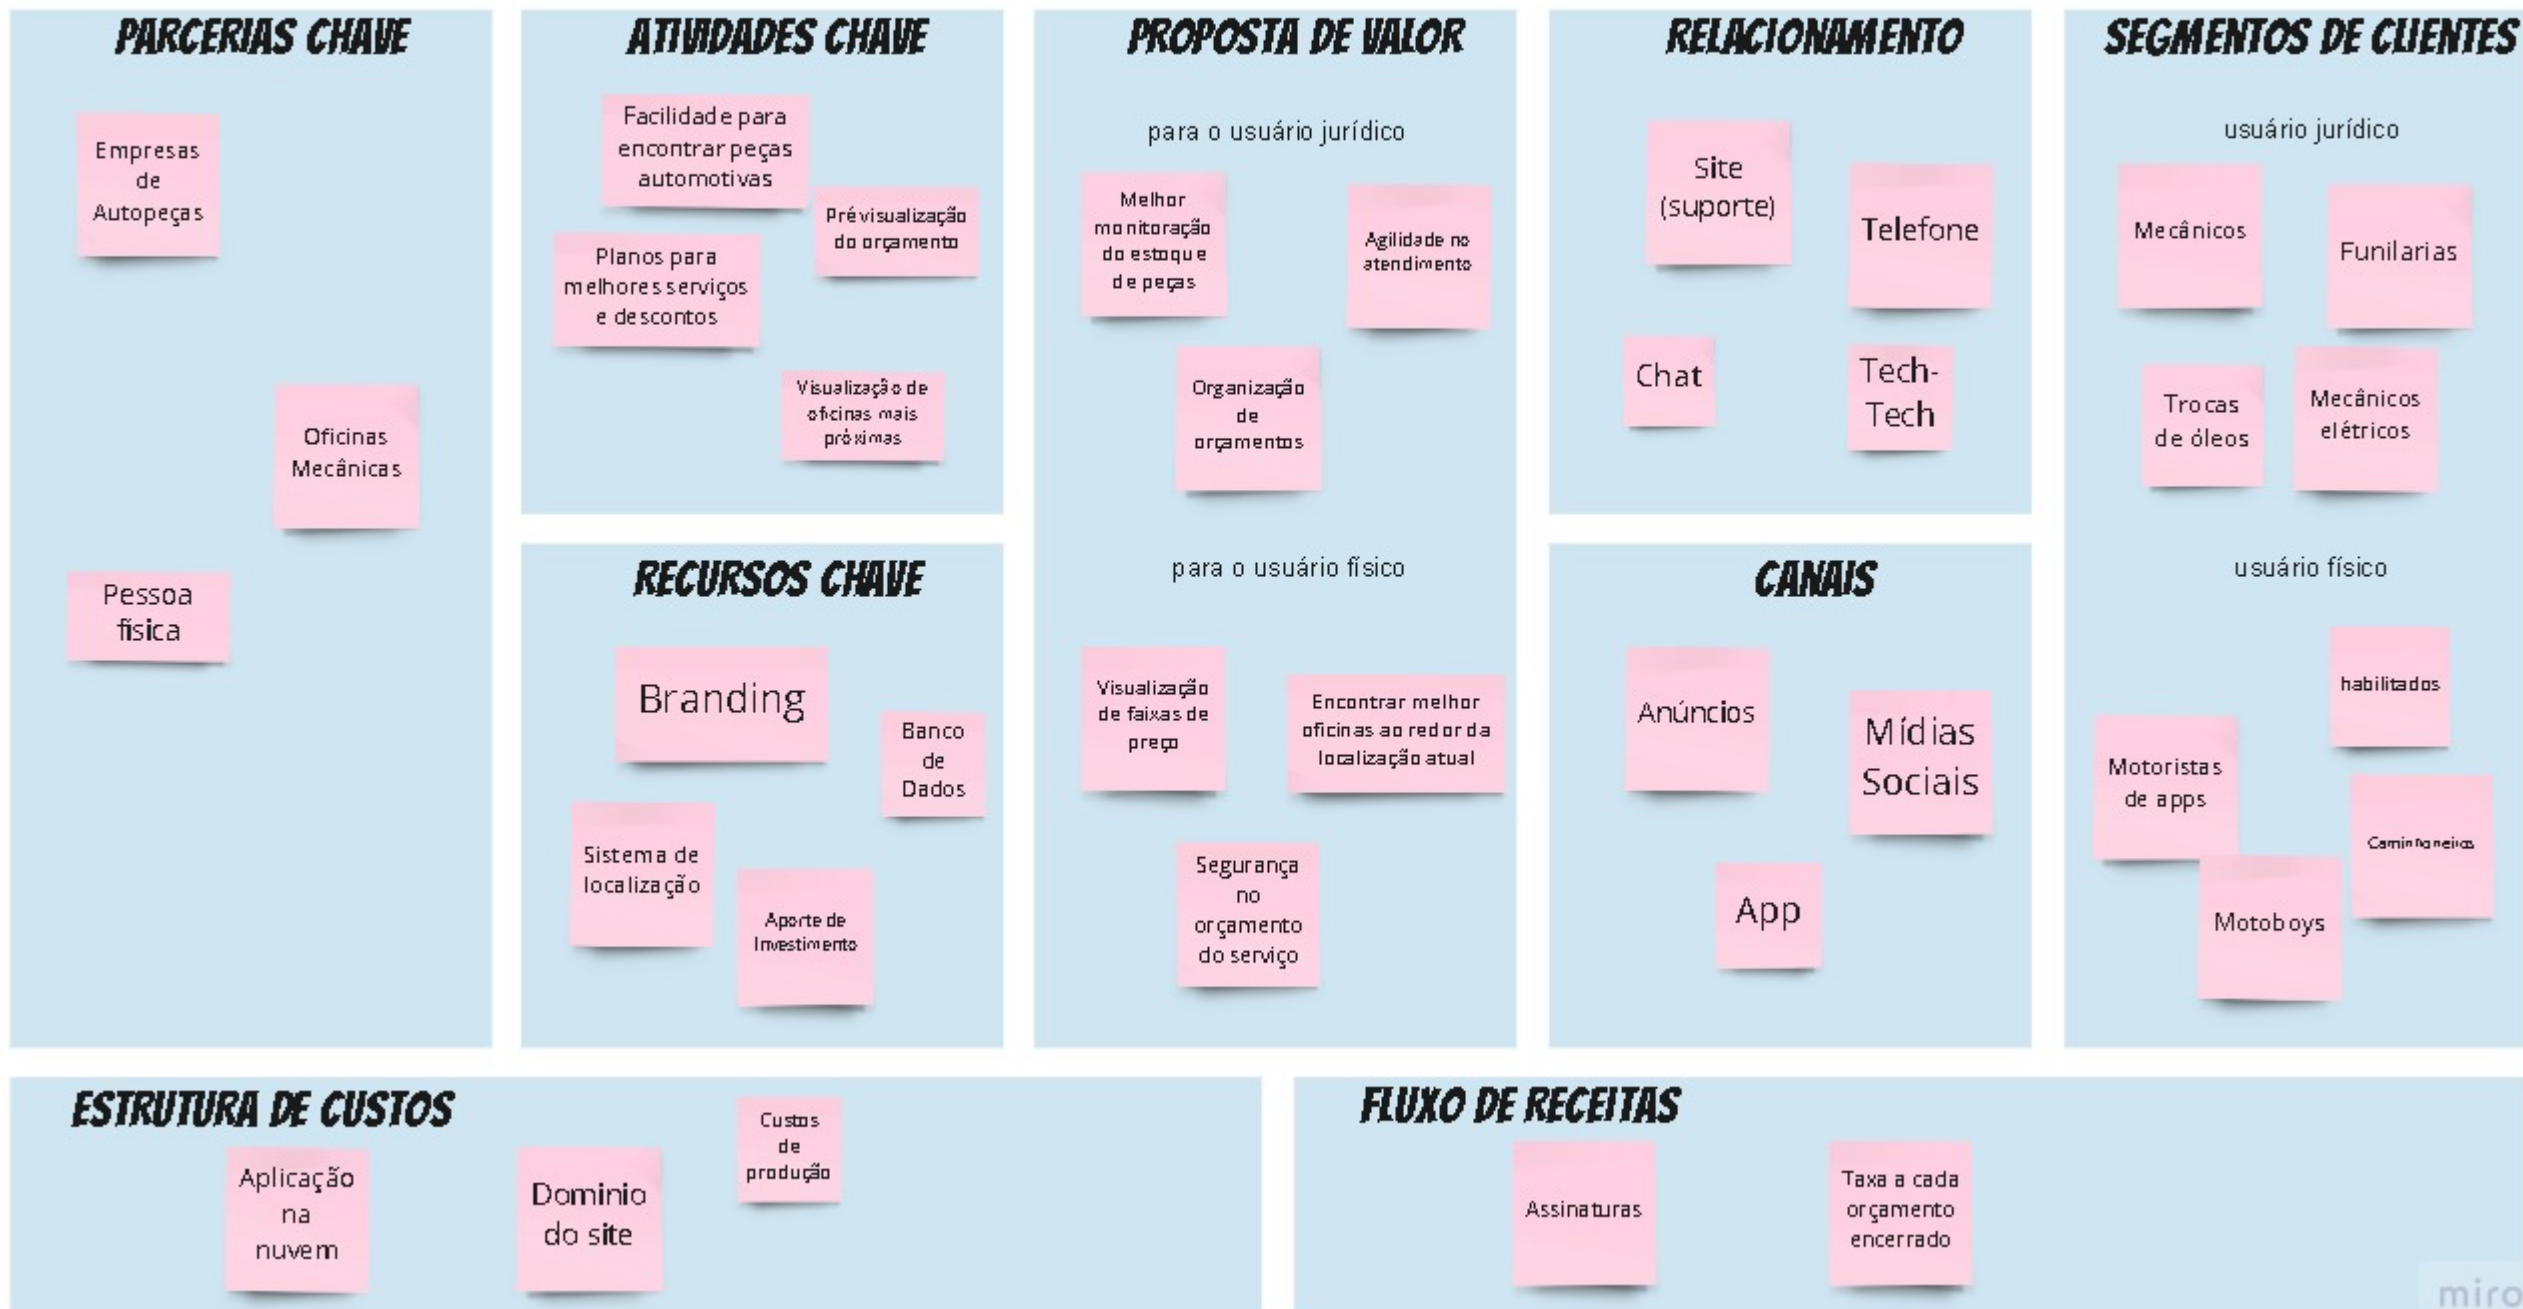 PARCERIAS CHAVE
Empresas
de
Autopeças
Oficinas
Mecânicas
Pessoa
física
ATIVIDADES CHAVE
Facilidade para
encontrar peças
automotivas
Pré visualização
do orçamento
Planos para
melhores serviços
e descontos
Visualização de
oficinas mais
próximas
RECURSOS CHAVE
Branding
Banco
de
Dados
Sistema de
localização
Aporte de
Investimento
PROPOSTA DE VALOR
para o usuário jurídico
Melhor
monitoração
do estoque
de peças
Agilidade no
atendimento
Organização
de
orçamentos
para o usuário físico
Visualização
de faixas de
preço
Encontrar melhor
oficinas ao redor da
localização atual
Segurança
no
orçamento
do serviço
RELACIONAMENTO
Site
(suporte)
Telefone
Chat
Tech-
Tech
CANAIS
Anúncios
Mídias
Sociais
App
SEGMENTOS DE CLIENTES
usuário jurídico
Mecânicos
Funilarias
Trocas
de óleos
Mecânicos
elétricos
usuário físico
habilitados
Motoristas
de apps
Caminhoneiros
Motoboys
ESTRUTURA DE CUSTOS
Aplicação
na
nuvem
Dominio
do site
Custos
de
produção
FLUXO DE RECEITAS
Assinaturas
Taxa a cada
orçamento
encerrado
miro